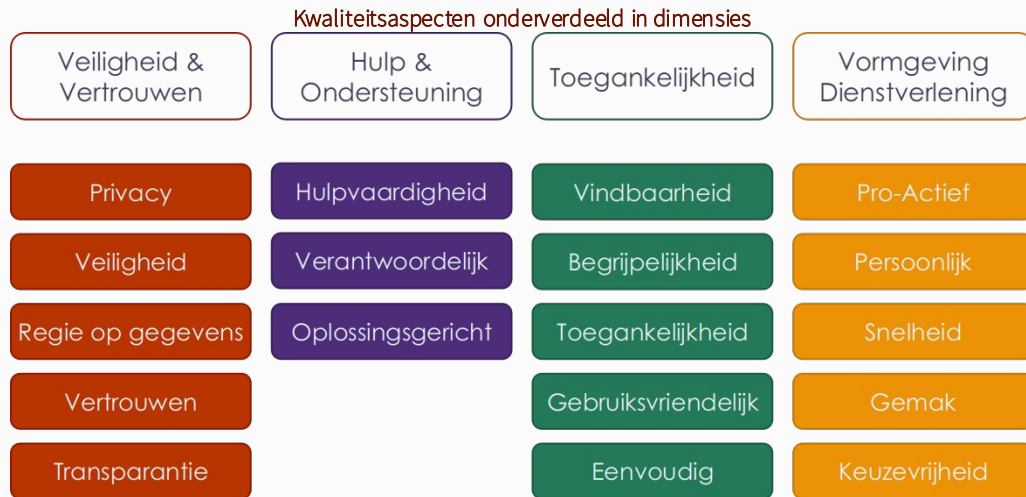 Kwaliteitsaspecten onderverdeeld in dimensies
Veiligheid &
Vertrouwen
Hulp &
Ondersteuning
Toegankelijkheid
Vormgeving
Dienstverlening
Privacy
Hulpvaardigheid
Vindbaarheid
Pro-Actief
Veiligheid
Verantwoordelijk
Begrijpelijkheid
Persoonlijk
Regie op gegevens
Oplossingsgericht
Toegankelijkheid
Snelheid
Vertrouwen
Gebruiksvriendelijk
Gemak
Transparantie
Eenvoudig
Keuzevrijheid